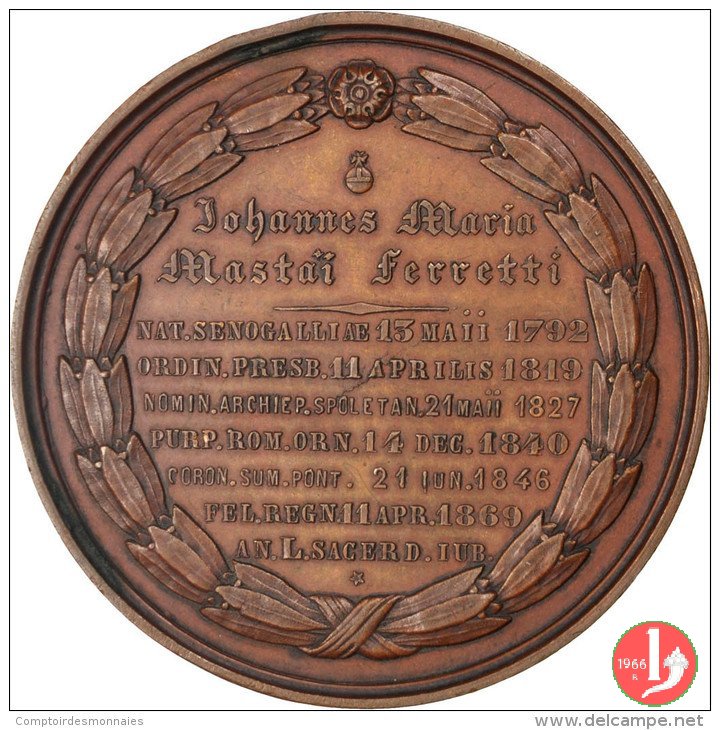 Johannes Maria
Mastaï Ferretti
NAT. SENOGALLIÆ 13 MAII 1792
ORDIN. PRESB. 11 APRILIS 1819
NOMIN. ARCHIEP. SPOLETAN. 21 MAII 1827
PURP. ROM. ORN. 14 DEC. 1840
CORON. SUM. PONT. 21 IUN. 1846
FEL. REGN 11 APR. 1869
AN. L. SACERD. IUB.
1966
1
R
Comptoirdesmonnaies
delcampe.net